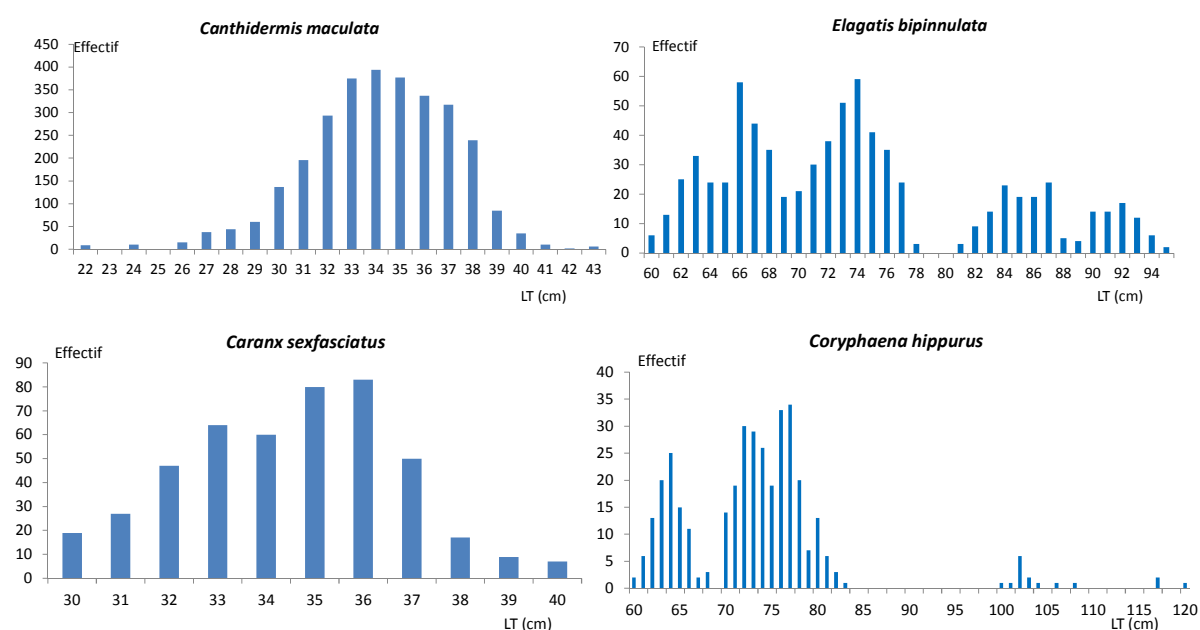 Canthidermis maculata
Effectif
450
400
350
300
250
200
150
100
50
0
22 23 24 25 26 27 28 29 30 31 32 33 34 35 36 37 38 39 40 41 42 43
LT (cm)
Elagatis bipinnulata
Effectif
70
60
50
40
30
20
10
0
60 62 64 66 68 70 72 74 76 78 80 82 84 86 88 90 92 94
LT (cm)
Caranx sexfasciatus
Effectif
90
80
70
60
50
40
30
20
10
0
30 31 32 33 34 35 36 37 38 39 40
LT (cm)
Coryphaena hippurus
Effectif
40
35
30
25
20
15
10
5
0
60 65 70 75 80 85 90 95 100 105 110 115 120
LT (cm)